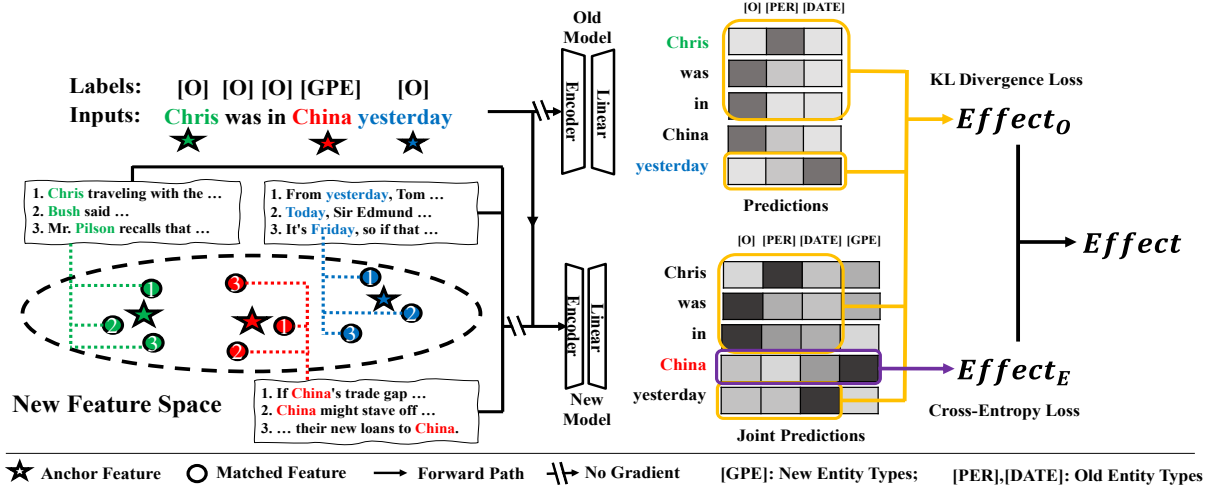 Labels: [O] [O] [O] [GPE] [O]
Inputs: Chris was in China yesterday
Old Model
Encoder
Linear
1. Chris traveling with the …
2. Bush said …
3. Mr. Pilson recalls that …
1. From yesterday, Tom …
2. Today, Sir Edmund …
3. It's Friday, so if that …
1
2
3
3
1
2
1
2
3
New Feature Space
1. If China's trade gap …
2. China might stave off …
3. … their new loans to China.
Encoder
Linear
New Model
[O] [PER] [DATE]
Chris
was
in
China
yesterday
Predictions
[O] [PER] [DATE] [GPE]
Chris
was
in
China
yesterday
Joint Predictions
KL Divergence Loss
Effect_O
Effect
Effect_E
Cross-Entropy Loss
Anchor Feature Matched Feature Forward Path No Gradient [GPE]: New Entity Types; [PER],[DATE]: Old Entity Types